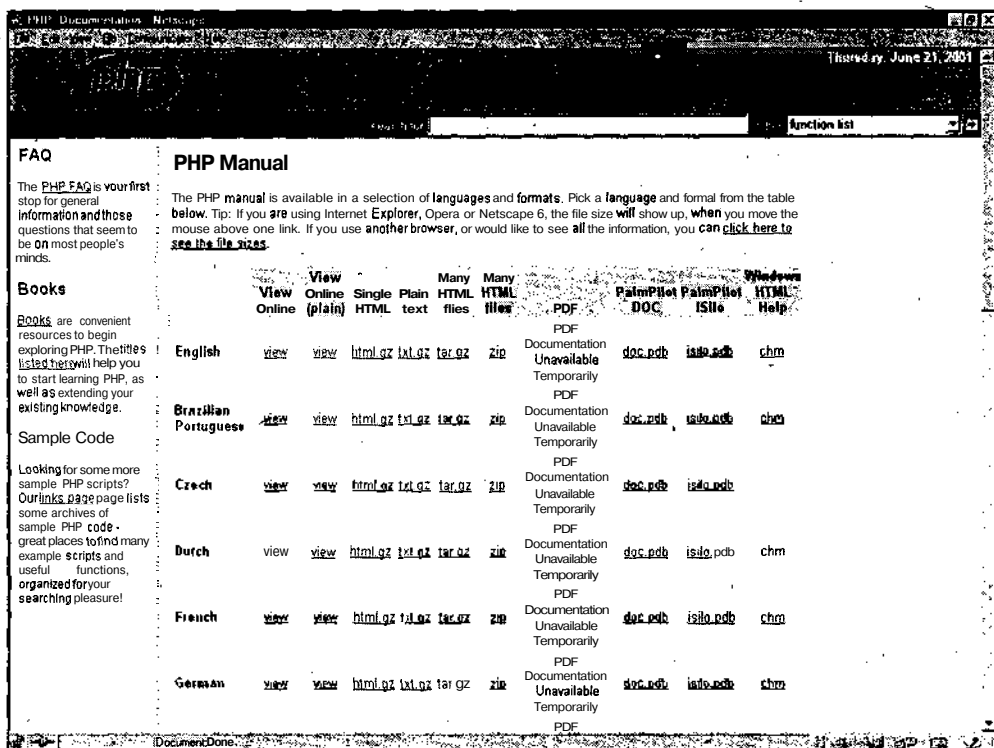 PHP Documentation Netscape
Thursday, June 21, 2001
function list
FAQ
The PHP FAQ is your first
stop for general
information and those
questions that seem to
be on most people's
minds.
Books
Books are convenient
resources to begin
exploring PHP. The titles
listed here will help you
to start learning PHP, as
well as extending your
existing knowledge.
Sample Code
Looking for some more
sample PHP scripts?
Our links page page lists
some archives of
sample PHP code -
great places to find many
example scripts and
useful functions,
organized for your
searching pleasure!
PHP Manual
The PHP manual is available in a selection of languages and formats. Pick a language and formal from the table
below. Tip: If you are using Internet Explorer, Opera or Netscape 6, the file size will show up, when you move the
mouse above one link. If you use another browser, or would like to see all the information, you can click here to
see the file sizes.
View Online View Online (plain) Single HTML Plain text Many HTML flies Many HTML files PDF PalmPilot DOC PalmPilot iSilo Windows HTML Help
English view view html.gz txt.gz tar.gz zip PDF Documentation Unavailable Temporarily doc.pdb isilo.pdb chm
Brazilian Portuguese view view html.gz txt.gz tar.gz zip PDF Documentation Unavailable Temporarily doc.pdb isilo.pdb chm
Czech view view html.gz txt.gz tar.gz zip PDF Documentation Unavailable Temporarily doc.pdb isilo.pdb
Dutch view view html.gz txt.gz tar.gz zip PDF Documentation Unavailable Temporarily doc.pdb isilo.pdb chm
French view view html.gz txt.gz tar.gz zip PDF Documentation Unavailable Temporarily doc.pdb isilo.pdb chm
German view view html.gz txt.gz tar gz zip PDF Documentation Unavailable Temporarily doc.pdb isilo.pdb chm
PDF
Document Done